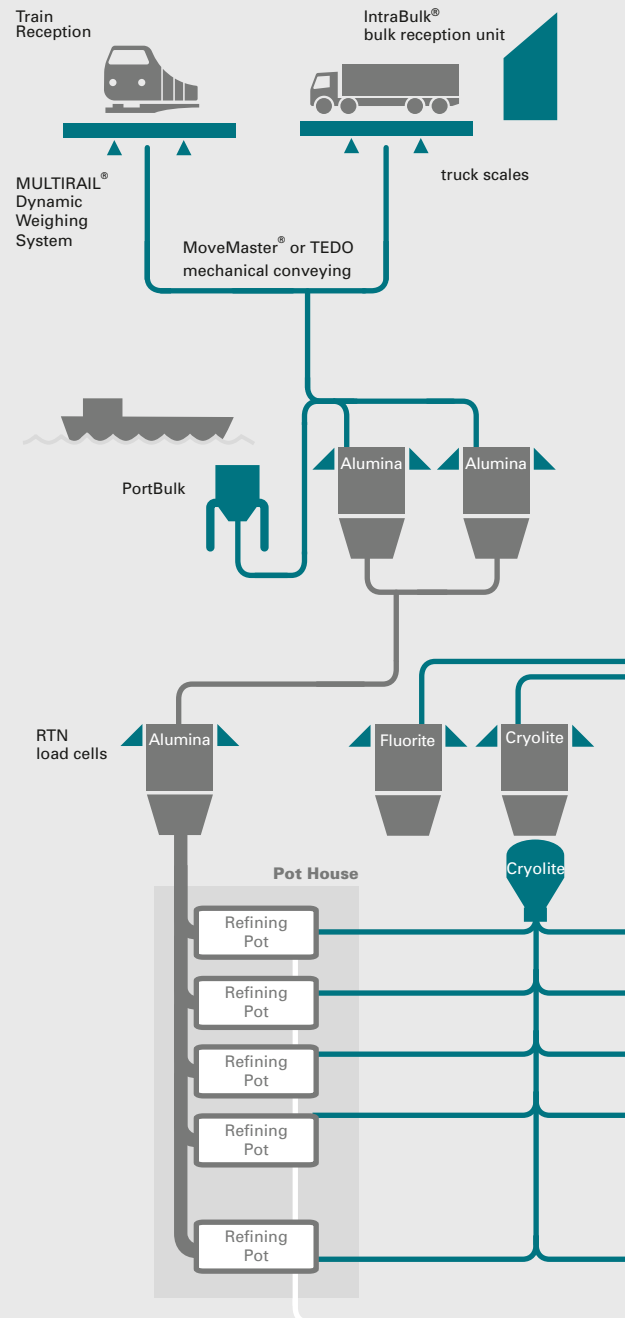 Train
Reception
IntraBulk®
bulk reception unit
MULTIRAIL®
Dynamic
Weighing
System
truck scales
MoveMaster® or TEDO
mechanical conveying
PortBulk
Alumina
Alumina
RTN
load cells
Alumina
Fluorite
Cryolite
Pot House
Cryolite
Refining
Pot
Refining
Pot
Refining
Pot
Refining
Pot
Refining
Pot